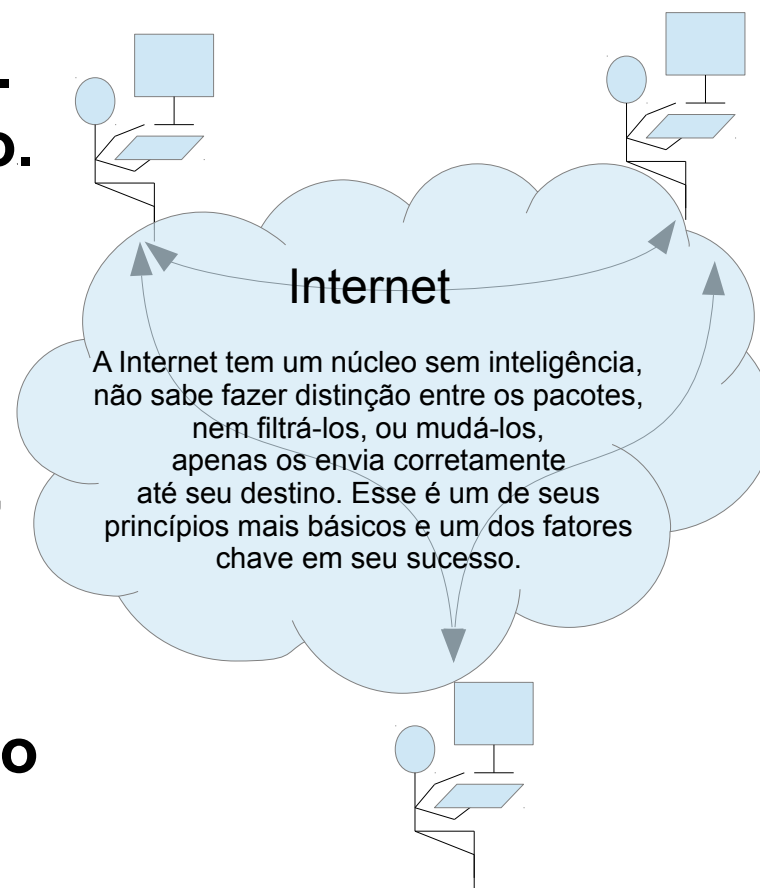 Internet
A Internet tem um núcleo sem inteligência,
não sabe fazer distinção entre os pacotes,
nem filtrá-los, ou mudá-los,
apenas os envia corretamente
até seu destino. Esse é um de seus
princípios mais básicos e um dos fatores
chave em seu sucesso.